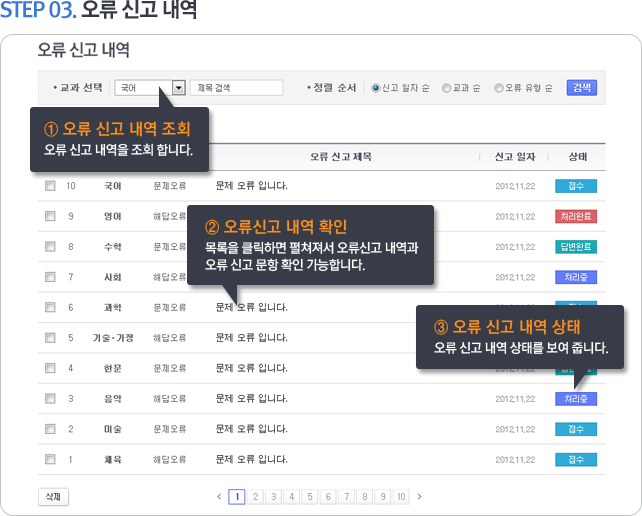 STEP 03. 오류 신고 내역
오류 신고 내역
• 교과 선택 국어 제목 검색 • 정렬 순서 신고 일자 순 교과 순 오류 유형 순 검색
① 오류 신고 내역 조회
오류 신고 내역을 조회 합니다.
오류 신고 제목 신고 일자 상태
10 국어 문제오류 문제 오류 입니다. 2012.11.22 접수
9 영어 해답오류 2012.11.22 처리완료
② 오류신고 내역 확인
목록을 클릭하면 펼쳐져서 오류신고 내역과
오류 신고 문항 확인 가능합니다.
8 수학 문제오류 2012.11.22 답변완료
7 사회 해답오류 2012.11.22 처리중
6 과학 문제오류 문제 오류 입니다. 2012.11.22
③ 오류 신고 내역 상태
오류 신고 내역 상태를 보여 줍니다.
5 기술·가정 해답오류 문제 오류 입니다.
4 한문 문제오류 문제 오류 입니다.
3 음악 해답오류 문제 오류 입니다. 2012.11.22 처리중
2 미술 문제오류 문제 오류 입니다. 2012.11.22 접수
1 체육 해답오류 문제 오류 입니다. 2012.11.22 접수
삭제 < 1 2 3 4 5 6 7 8 9 10 >